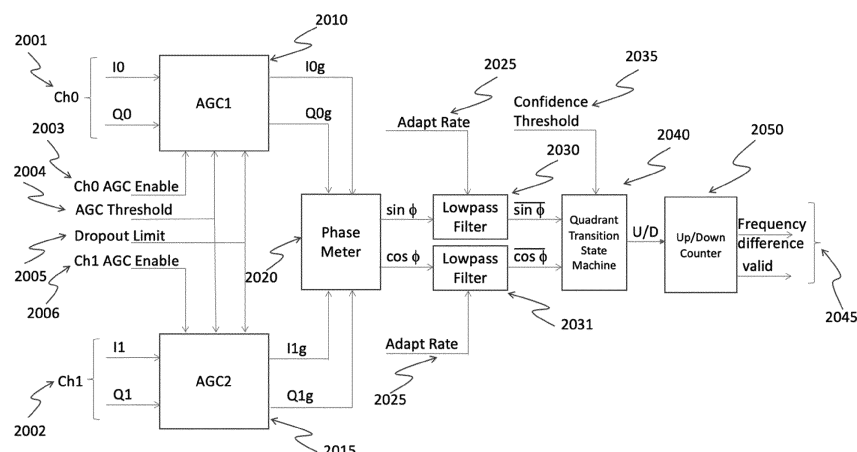 2010
2001
I0
I0g
2025
2035
Ch0
AGC1
Q0
Q0g
Adapt Rate
Confidence
Threshold
2003
2004
2030
2040
2050
Ch0 AGC Enable
AGC Threshold
Dropout Limit
Ch1 AGC Enable
2005
2006
2020
Phase
Meter
sin ϕ
cos ϕ
Lowpass
Filter
Lowpass
Filter
sin ϕ
cos ϕ
Quadrant
Transition
State
Machine
U/D
Up/Down
Counter
Frequency
difference
valid
2045
2031
I1
I1g
Adapt Rate
Ch1
AGC2
Q1
Q1g
2025
2002
2015